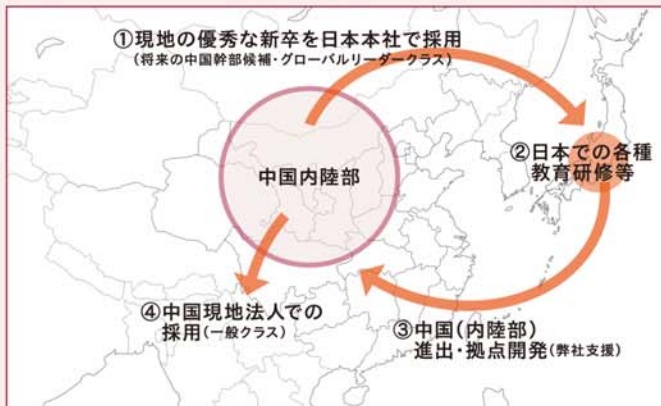 ①現地の優秀な新卒を日本本社で採用
(将来の中国幹部候補・グローバルリーダークラス)
中国内陸部
②日本での各種
教育研修等
④中国現地法人での
採用(一般クラス)
③中国(内陸部)
進出・拠点開発(弊社支援)